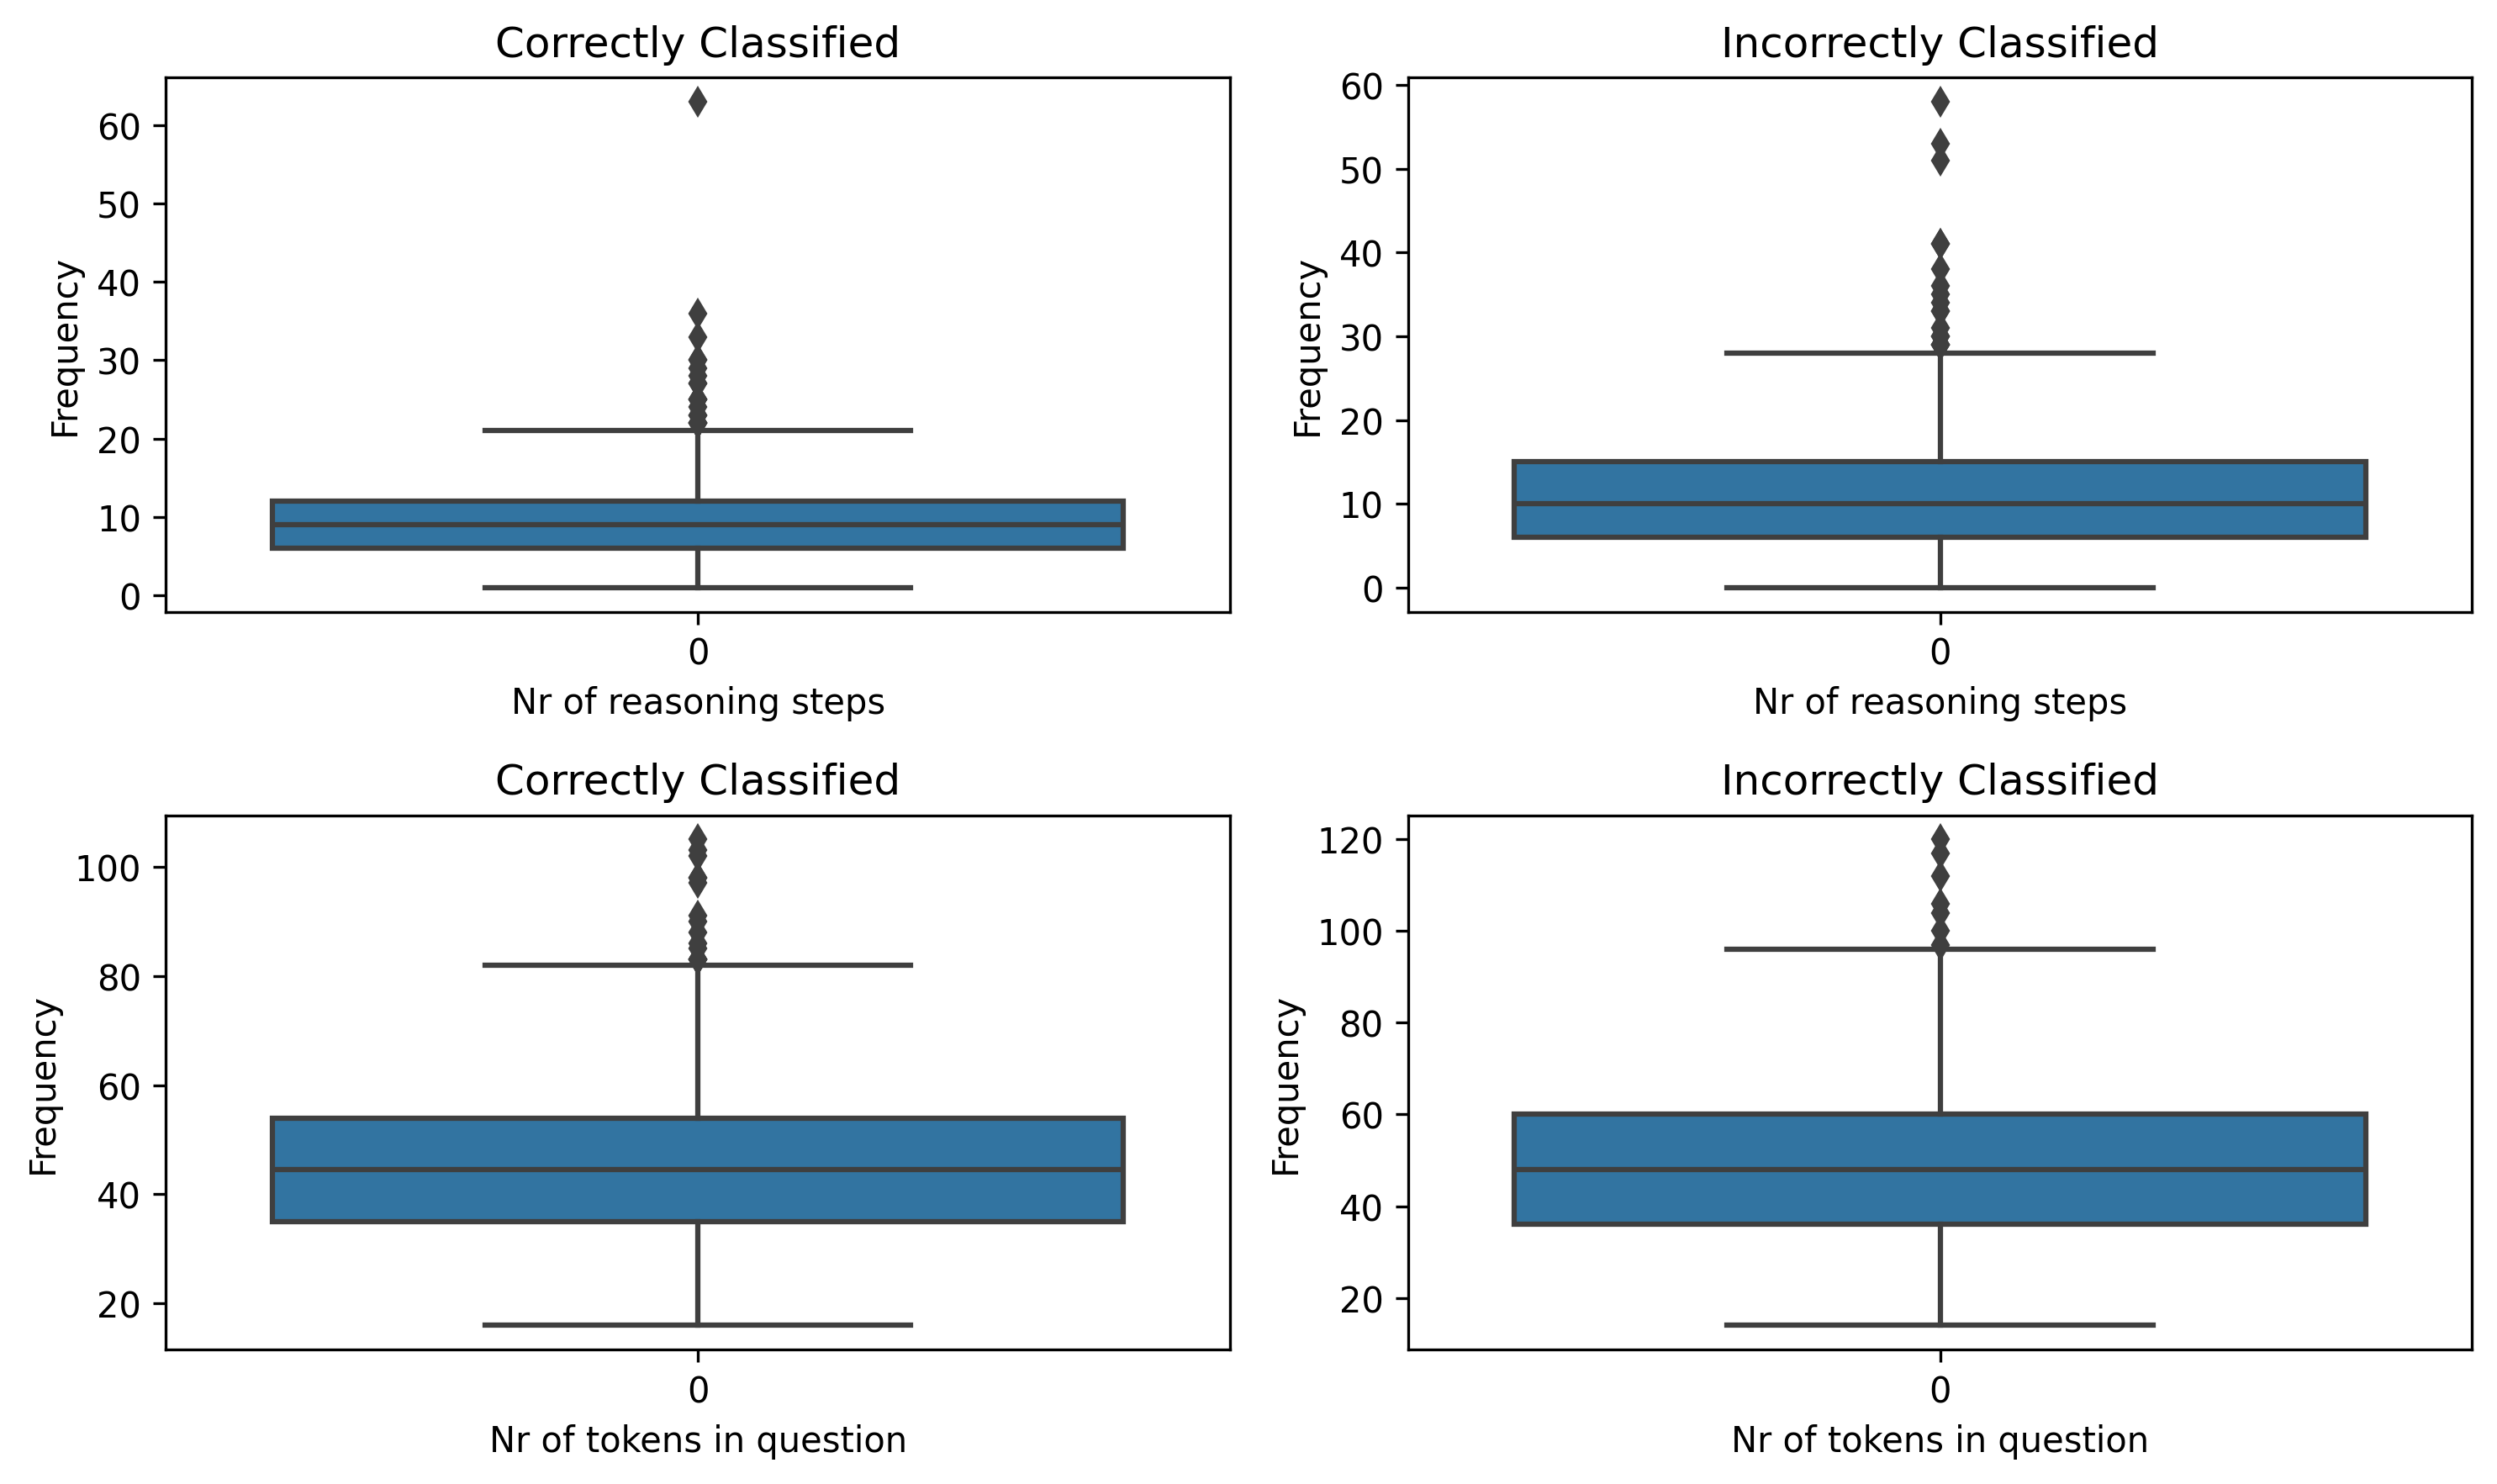 Correctly Classified
Frequency
60
50
40
30
20
10
0
0
Nr of reasoning steps
Incorrectly Classified
Frequency
60
50
40
30
20
10
0
0
Nr of reasoning steps
Correctly Classified
Frequency
100
80
60
40
20
0
Nr of tokens in question
Incorrectly Classified
Frequency
120
100
80
60
40
20
0
Nr of tokens in question